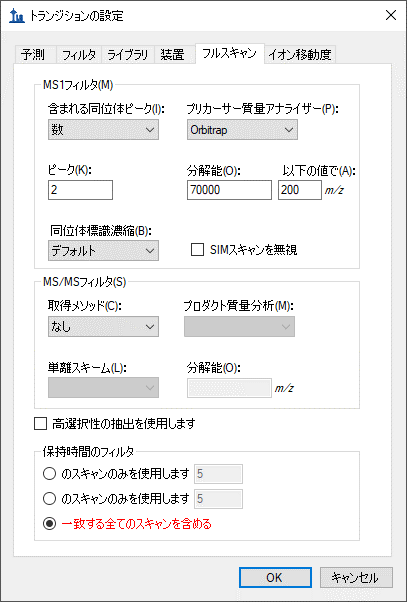 トランジションの設定
予測 フィルタ ライブラリ 装置 フルスキャン イオン移動度
MS1フィルタ(M)
含まれる同位体ピーク(I): プリカーサー質量アナライザー(P):
数 Orbitrap
ピーク(K): 分解能(O): 以下の値で(A):
2 70000 200 m/z
同位体標識濃縮(B):
デフォルト SIMスキャンを無視
MS/MSフィルタ(S)
取得メソッド(C): プロダクト質量分析(M):
なし
単離スキーム(L): 分解能(O):
m/z
高選択性の抽出を使用します
保持時間のフィルタ
のスキャンのみを使用します 5
のスキャンのみを使用します 5
一致する全てのスキャンを含める
OK キャンセル